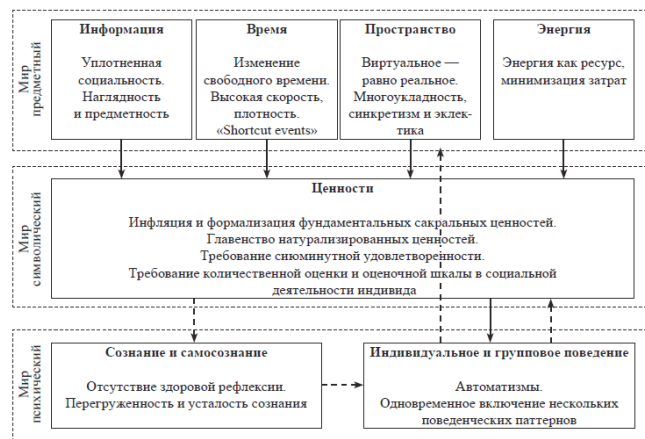 Мир
предметный
Информация
Уплотненная
социальность.
Наглядность
и предметность
Время
Изменение
свободного времени.
Высокая скорость,
плотность.
«Shortcut events»
Пространство
Виртуальное —
равно реальное.
Многоукладность,
синкретизм и эклек-
тика
Энергия
Энергия как ресурс,
минимизация затрат
Мир
символический
Ценности
Инфляция и формализация фундаментальных сакральных ценностей.
Главенство натурализированных ценностей.
Требование сиюминутной удовлетворенности.
Требование количественной оценки и оценочной шкалы в социальной
деятельности индивида
Мир
психический
Сознание и самосознание
Отсутствие здоровой рефлексии.
Перегруженность и усталость сознания
Индивидуальное и групповое поведение
Автоматизмы.
Одновременное включение нескольких
поведенческих паттернов